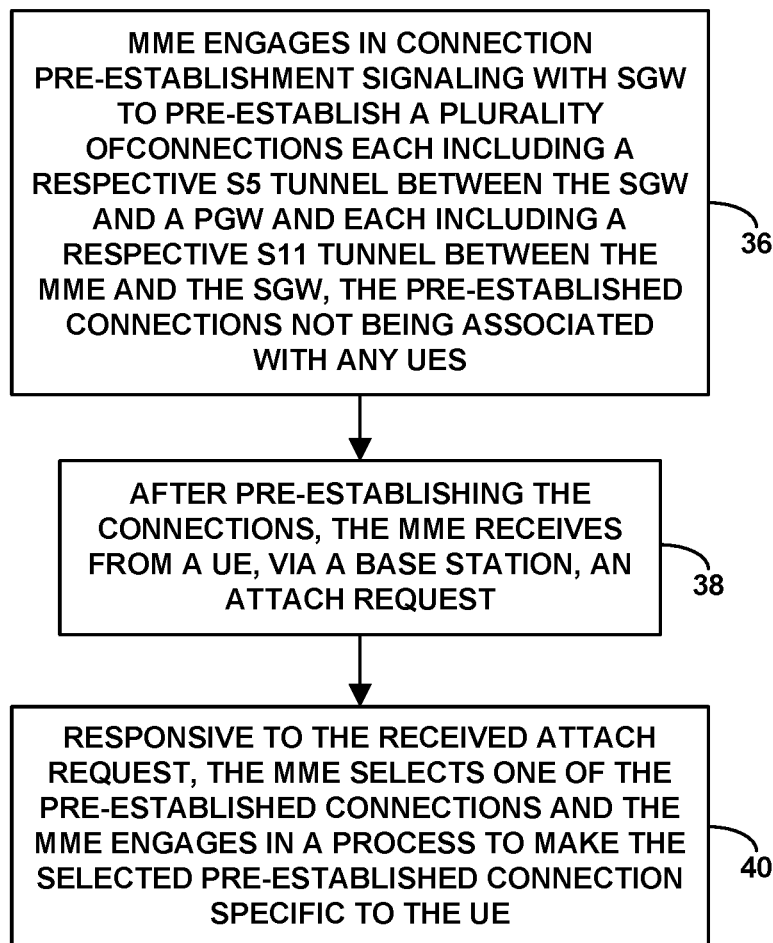 MME ENGAGES IN CONNECTION
PRE-ESTABLISHMENT SIGNALING WITH SGW
TO PRE-ESTABLISH A PLURALITY
OFCONNECTIONS EACH INCLUDING A
RESPECTIVE S5 TUNNEL BETWEEN THE SGW
AND A PGW AND EACH INCLUDING A
RESPECTIVE S11 TUNNEL BETWEEN THE
MME AND THE SGW, THE PRE-ESTABLISHED
CONNECTIONS NOT BEING ASSOCIATED
WITH ANY UES
36
AFTER PRE-ESTABLISHING THE
CONNECTIONS, THE MME RECEIVES
FROM A UE, VIA A BASE STATION, AN
ATTACH REQUEST
38
RESPONSIVE TO THE RECEIVED ATTACH
REQUEST, THE MME SELECTS ONE OF THE
PRE-ESTABLISHED CONNECTIONS AND THE
MME ENGAGES IN A PROCESS TO MAKE THE
SELECTED PRE-ESTABLISHED CONNECTION
SPECIFIC TO THE UE
40